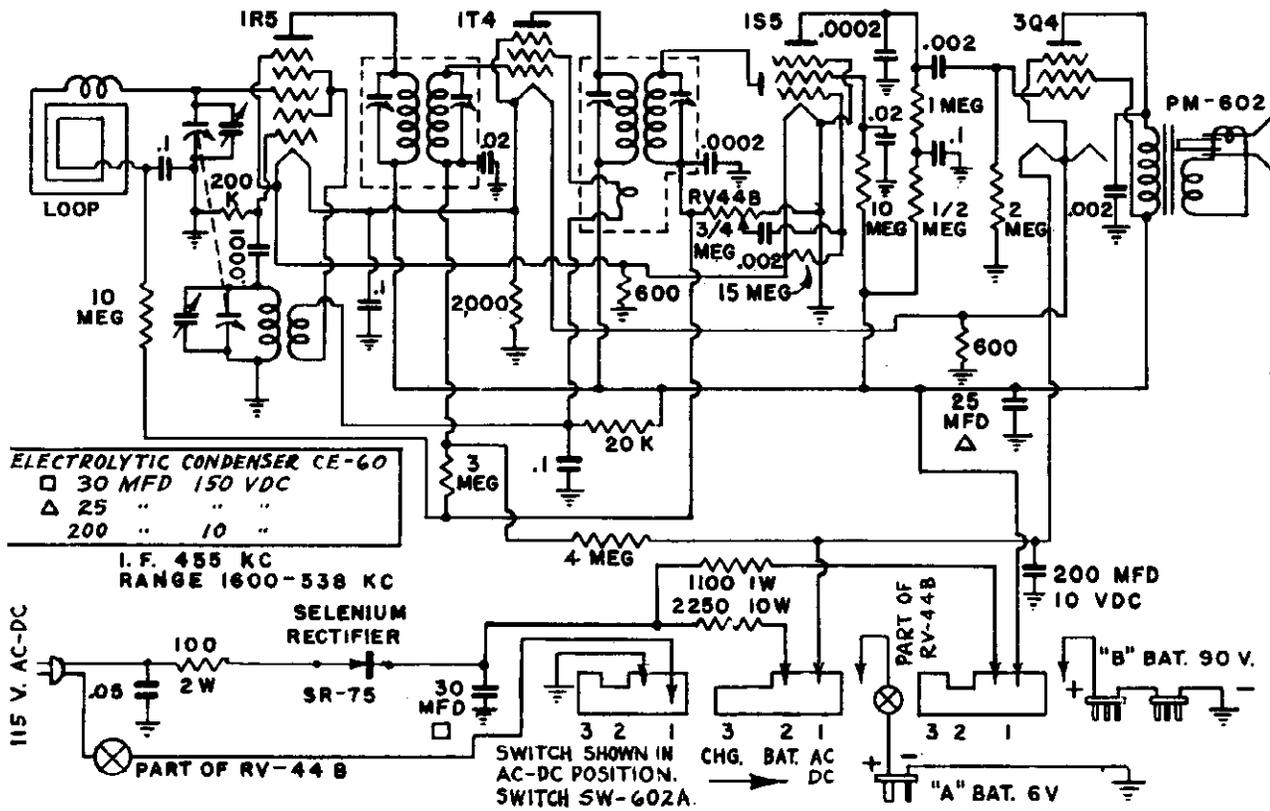 1R5
1T4
1S5
3Q4
.0002
.002
1 MEG
PM-602
.02
.1
.02
.0002
.1
LOOP
200 K
RV44B
3/4 MEG
.002
10 MEG
1/2 MEG
2 MEG
.002
.0001
10 MEG
.1
2,000
600
15 MEG
600
25 MFD
△
20 K
.1
3 MEG
ELECTROLYTIC CONDENSER CE-60
□ 30 MFD 150 VDC
△ 25 " " "
200 " 10 "
I.F. 455 KC
RANGE 1600-538 KC
4 MEG
1100 1W
2250 10W
200 MFD
10 VDC
PART OF RV-44B
115 V. AC-DC
SELENIUM RECTIFIER
100
2W
SR-75
.05
30 MFD
□
"B" BAT. 90 V.
+ -
3 2 1
3 2 1
3 2 1
PART OF RV-44B
SWITCH SHOWN IN
AC-DC POSITION.
SWITCH SW-602A.
CHG. BAT. AC DC
+ -
"A" BAT. 6V